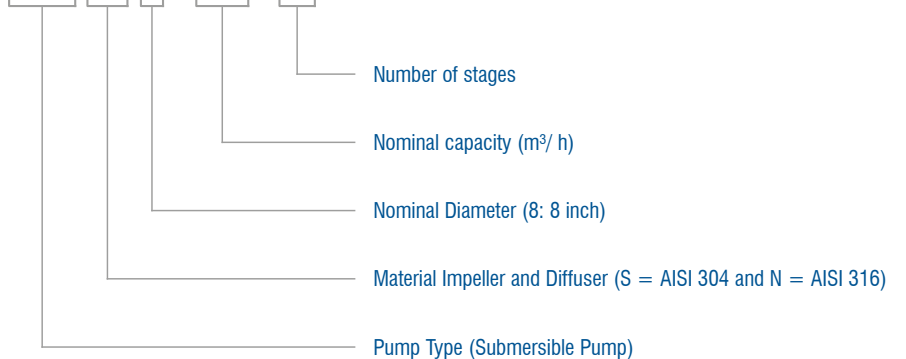 Number of stages
Nominal capacity (m³/ h)
Nominal Diameter (8: 8 inch)
Material Impeller and Diffuser (S = AISI 304 and N = AISI 316)
Pump Type (Submersible Pump)